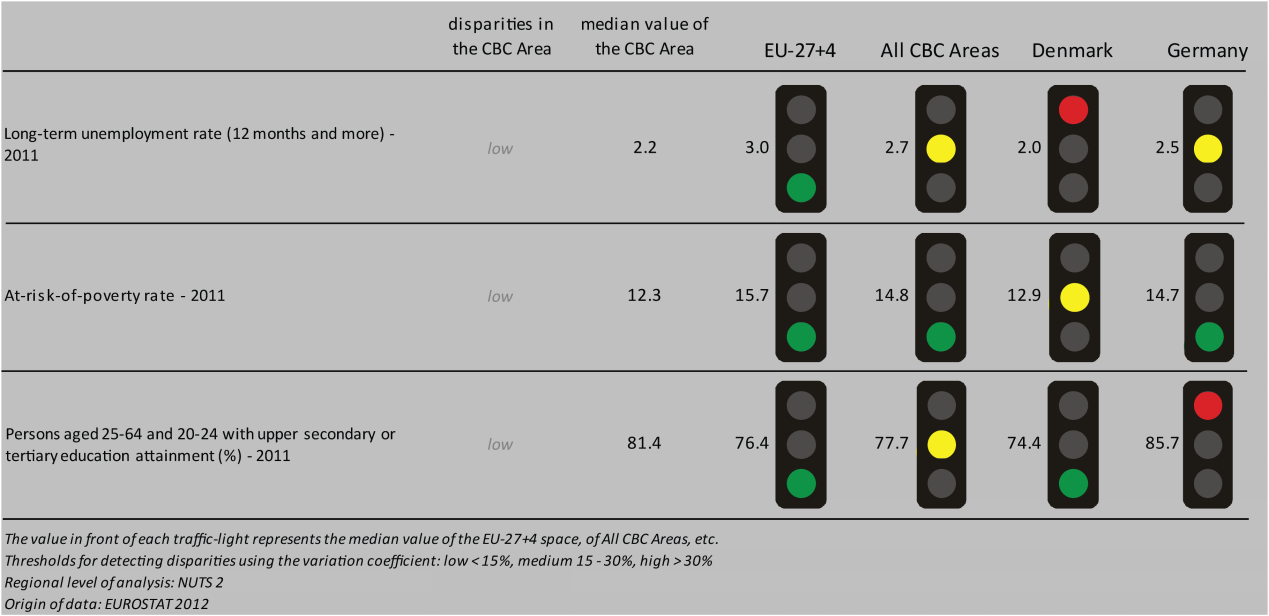 disparities in median value of
the CBC Area the CBC Area EU-27+4 All CBC Areas Denmark Germany
Long-term unemployment rate (12 months and more) -
2011
low 2.2 3.0 2.7 2.0 2.5
At-risk-of-poverty rate - 2011 low 12.3 15.7 14.8 12.9 14.7
Persons aged 25-64 and 20-24 with upper secondary or
tertiary education attainment (%) - 2011
low 81.4 76.4 77.7 74.4 85.7
The value in front of each traffic-light represents the median value of the EU-27+4 space, of All CBC Areas, etc.
Thresholds for detecting disparities using the variation coefficient: low < 15%, medium 15 - 30%, high > 30%
Regional level of analysis: NUTS 2
Origin of data: EUROSTAT 2012